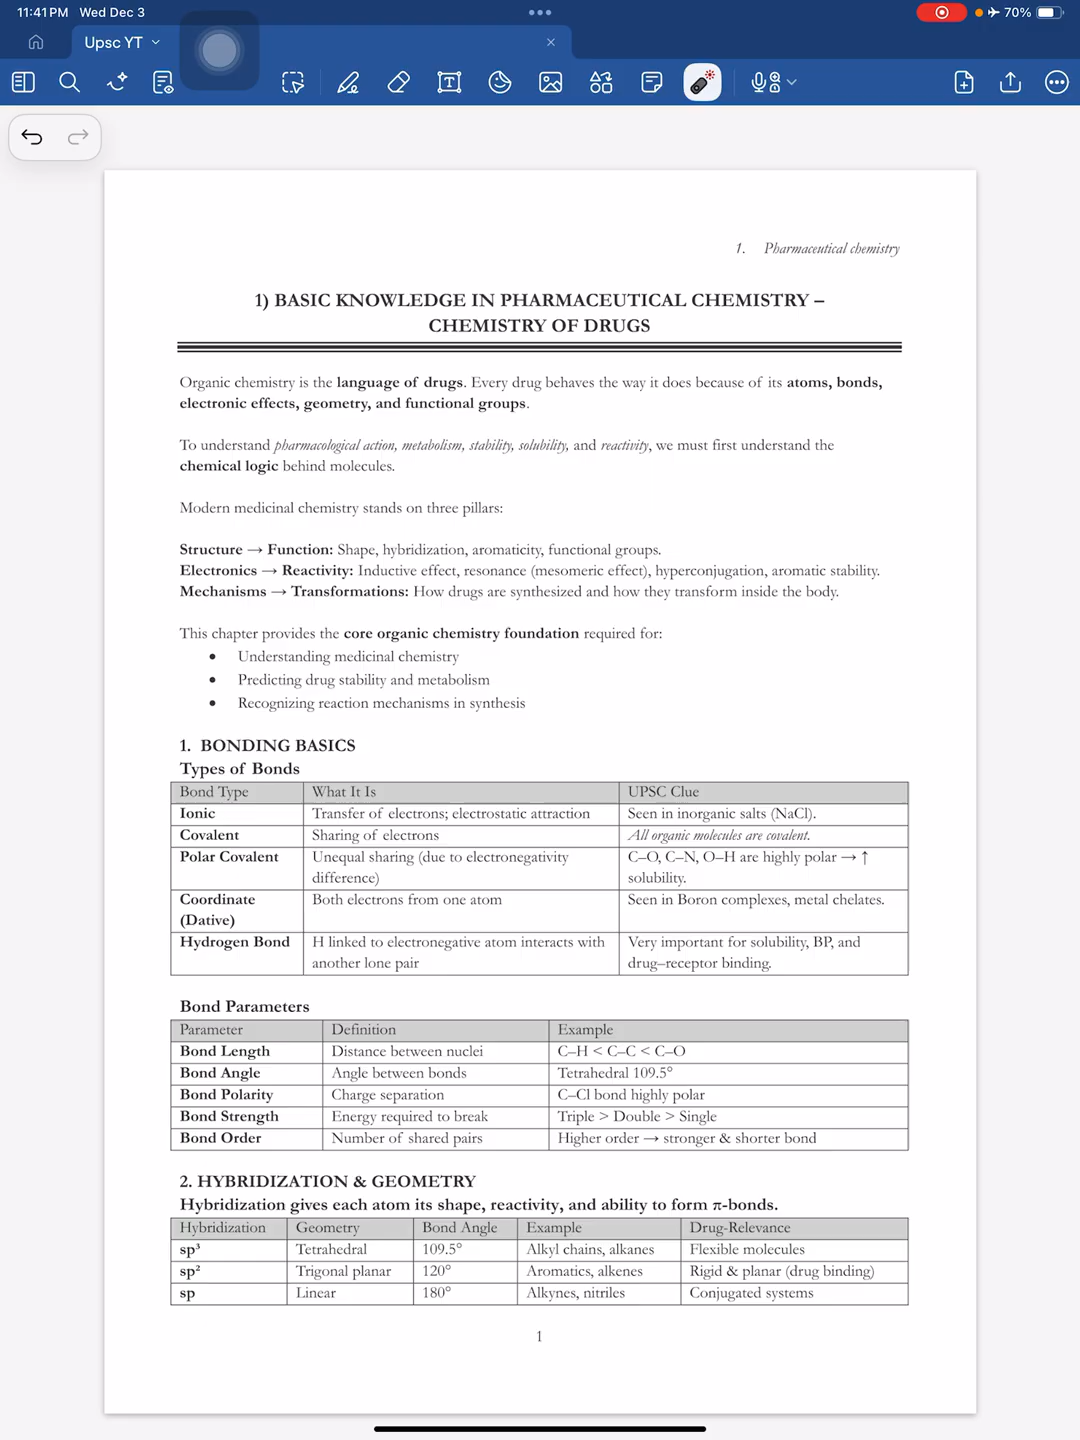 11:41 PM Wed Dec 3
70%
Upsc YT
1. Pharmaceutical chemistry
1) BASIC KNOWLEDGE IN PHARMACEUTICAL CHEMISTRY –
CHEMISTRY OF DRUGS
Organic chemistry is the language of drugs. Every drug behaves the way it does because of its atoms, bonds,
electronic effects, geometry, and functional groups.
To understand pharmacological action, metabolism, stability, solubility, and reactivity, we must first understand the
chemical logic behind molecules.
Modern medicinal chemistry stands on three pillars:
Structure → Function: Shape, hybridization, aromaticity, functional groups.
Electronics → Reactivity: Inductive effect, resonance (mesomeric effect), hyperconjugation, aromatic stability.
Mechanisms → Transformations: How drugs are synthesized and how they transform inside the body.
This chapter provides the core organic chemistry foundation required for:
• Understanding medicinal chemistry
• Predicting drug stability and metabolism
• Recognizing reaction mechanisms in synthesis
1. BONDING BASICS
Types of Bonds
Bond Type What It Is UPSC Clue
Ionic Transfer of electrons; electrostatic attraction Seen in inorganic salts (NaCl).
Covalent Sharing of electrons All organic molecules are covalent.
Polar Covalent Unequal sharing (due to electronegativity C–O, C–N, O–H are highly polar → ↑
difference) solubility.
Coordinate Both electrons from one atom Seen in Boron complexes, metal chelates.
(Dative)
Hydrogen Bond H linked to electronegative atom interacts with Very important for solubility, BP, and
another lone pair drug–receptor binding.
Bond Parameters
Parameter Definition Example
Bond Length Distance between nuclei C–H < C–C < C–O
Bond Angle Angle between bonds Tetrahedral 109.5°
Bond Polarity Charge separation C–Cl bond highly polar
Bond Strength Energy required to break Triple > Double > Single
Bond Order Number of shared pairs Higher order → stronger & shorter bond
2. HYBRIDIZATION & GEOMETRY
Hybridization gives each atom its shape, reactivity, and ability to form π-bonds.
Hybridization Geometry Bond Angle Example Drug-Relevance
sp³ Tetrahedral 109.5° Alkyl chains, alkanes Flexible molecules
sp² Trigonal planar 120° Aromatics, alkenes Rigid & planar (drug binding)
sp Linear 180° Alkynes, nitriles Conjugated systems
1